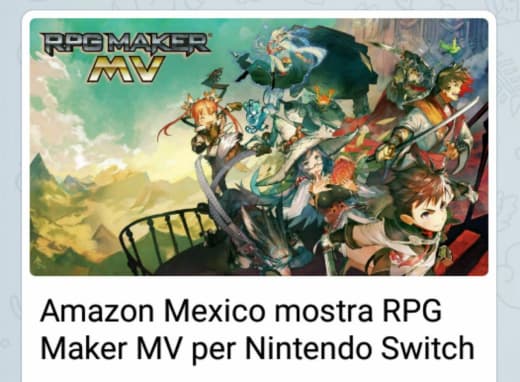 RPG MAKER
MV
Amazon Mexico mostra RPG
Maker MV per Nintendo Switch